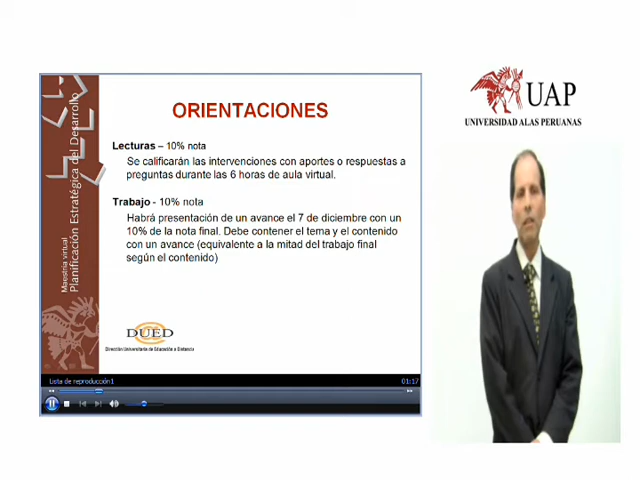 ORIENTACIONES
Lecturas – 10% nota
Se calificarán las intervenciones con aportes o respuestas a
preguntas durante las 6 horas de aula virtual.
Trabajo - 10% nota
Habrá presentación de un avance el 7 de diciembre con un
10% de la nota final. Debe contener el tema y el contenido
con un avance (equivalente a la mitad del trabajo final
según el contenido)
Maestría virtual
Planificación Estratégica del Desarrollo
DUED
Dirección Universitaria de Educación a Distancia
Lista de reproducción1
01:17
UAP
UNIVERSIDAD ALAS PERUANAS